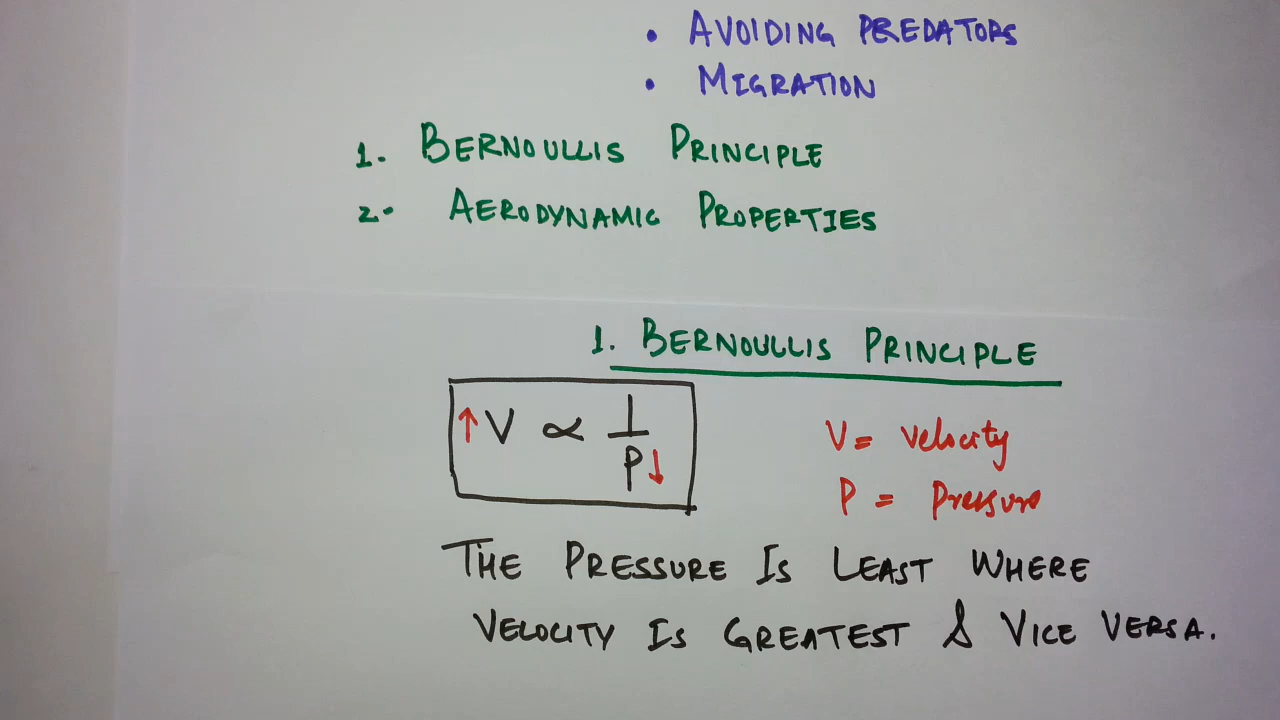 • AVOIDING PREDATORS
• MIGRATION
1. BERNOULLIS PRINCIPLE
2. AERODYNAMIC PROPERTIES
1. BERNOULLIS PRINCIPLE
↑ V ∝ 1/P ↓
V = Velocity
P = Pressure
THE PRESSURE IS LEAST WHERE
VELOCITY IS GREATEST & VICE VERSA.